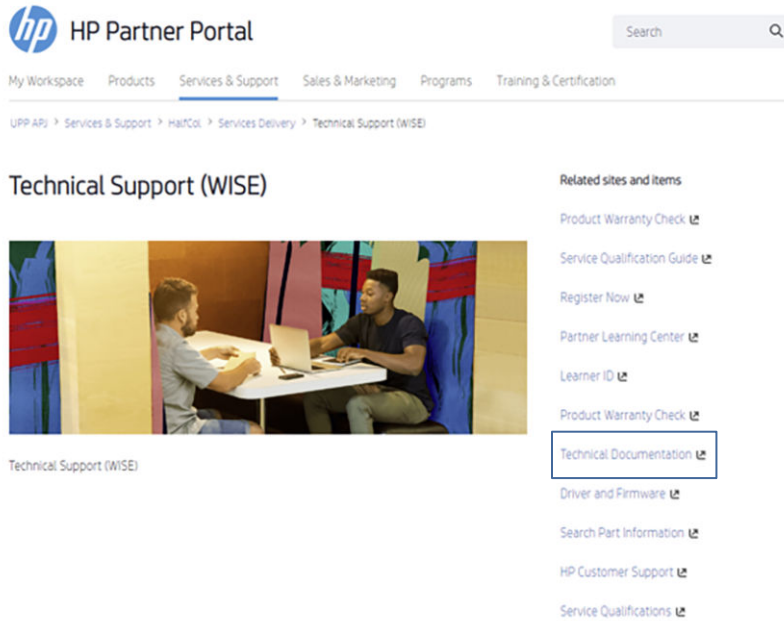 hp HP Partner Portal
Search
My Workspace Products Services & Support Sales & Marketing Programs Training & Certification
UPP APJ > Services & Support > HalfCol > Services Delivery > Technical Support (WISE)
Technical Support (WISE)
Related sites and items
Product Warranty Check
Service Qualification Guide
Register Now
Partner Learning Center
Learner ID
Product Warranty Check
Technical Documentation
Technical Support (WISE)
Driver and Firmware
Search Part Information
HP Customer Support
Service Qualifications